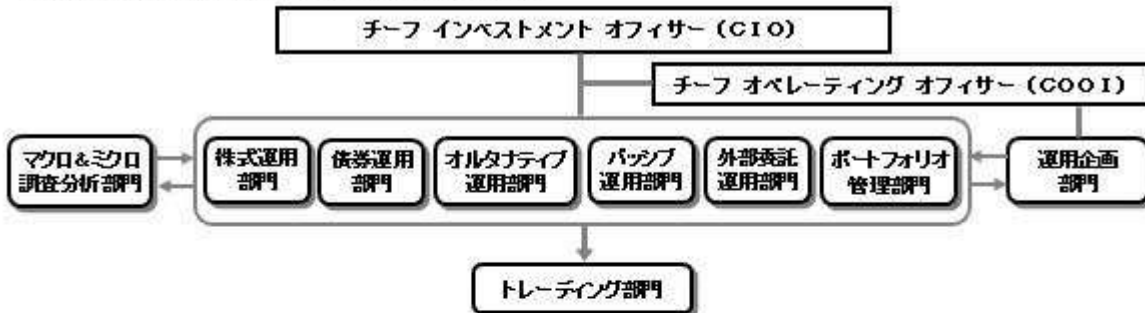 チーフ インベストメント オフィサー (CIO)
チーフ オペレーティング オフィサー (COOI)
マクロ&ミクロ
調査分析部門
株式運用
部門
債券運用
部門
オルタナティブ
運用部門
パッシブ
運用部門
外部委託
運用部門
ポートフォリオ
管理部門
運用企画
部門
トレーディング部門